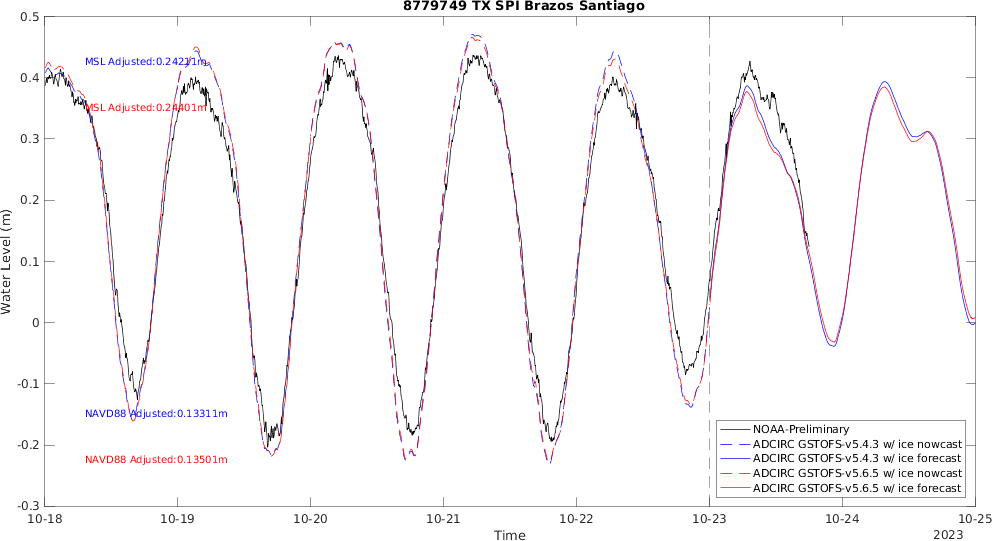 8779749 TX SPI Brazos Santiago
0.5
0.4
0.3
0.2
0.1
0
-0.1
-0.2
-0.3
Water Level (m)
MSL Adjusted:0.24211m
MSL Adjusted:0.24401m
NAVD88 Adjusted:0.13311m
NAVD88 Adjusted:0.13501m
NOAA-Preliminary
ADCIRC GSTOFS-v5.4.3 w/ ice nowcast
ADCIRC GSTOFS-v5.4.3 w/ ice forecast
ADCIRC GSTOFS-v5.6.5 w/ ice nowcast
ADCIRC GSTOFS-v5.6.5 w/ ice forecast
10-18 10-19 10-20 10-21 10-22 10-23 10-24 10-25
Time
2023